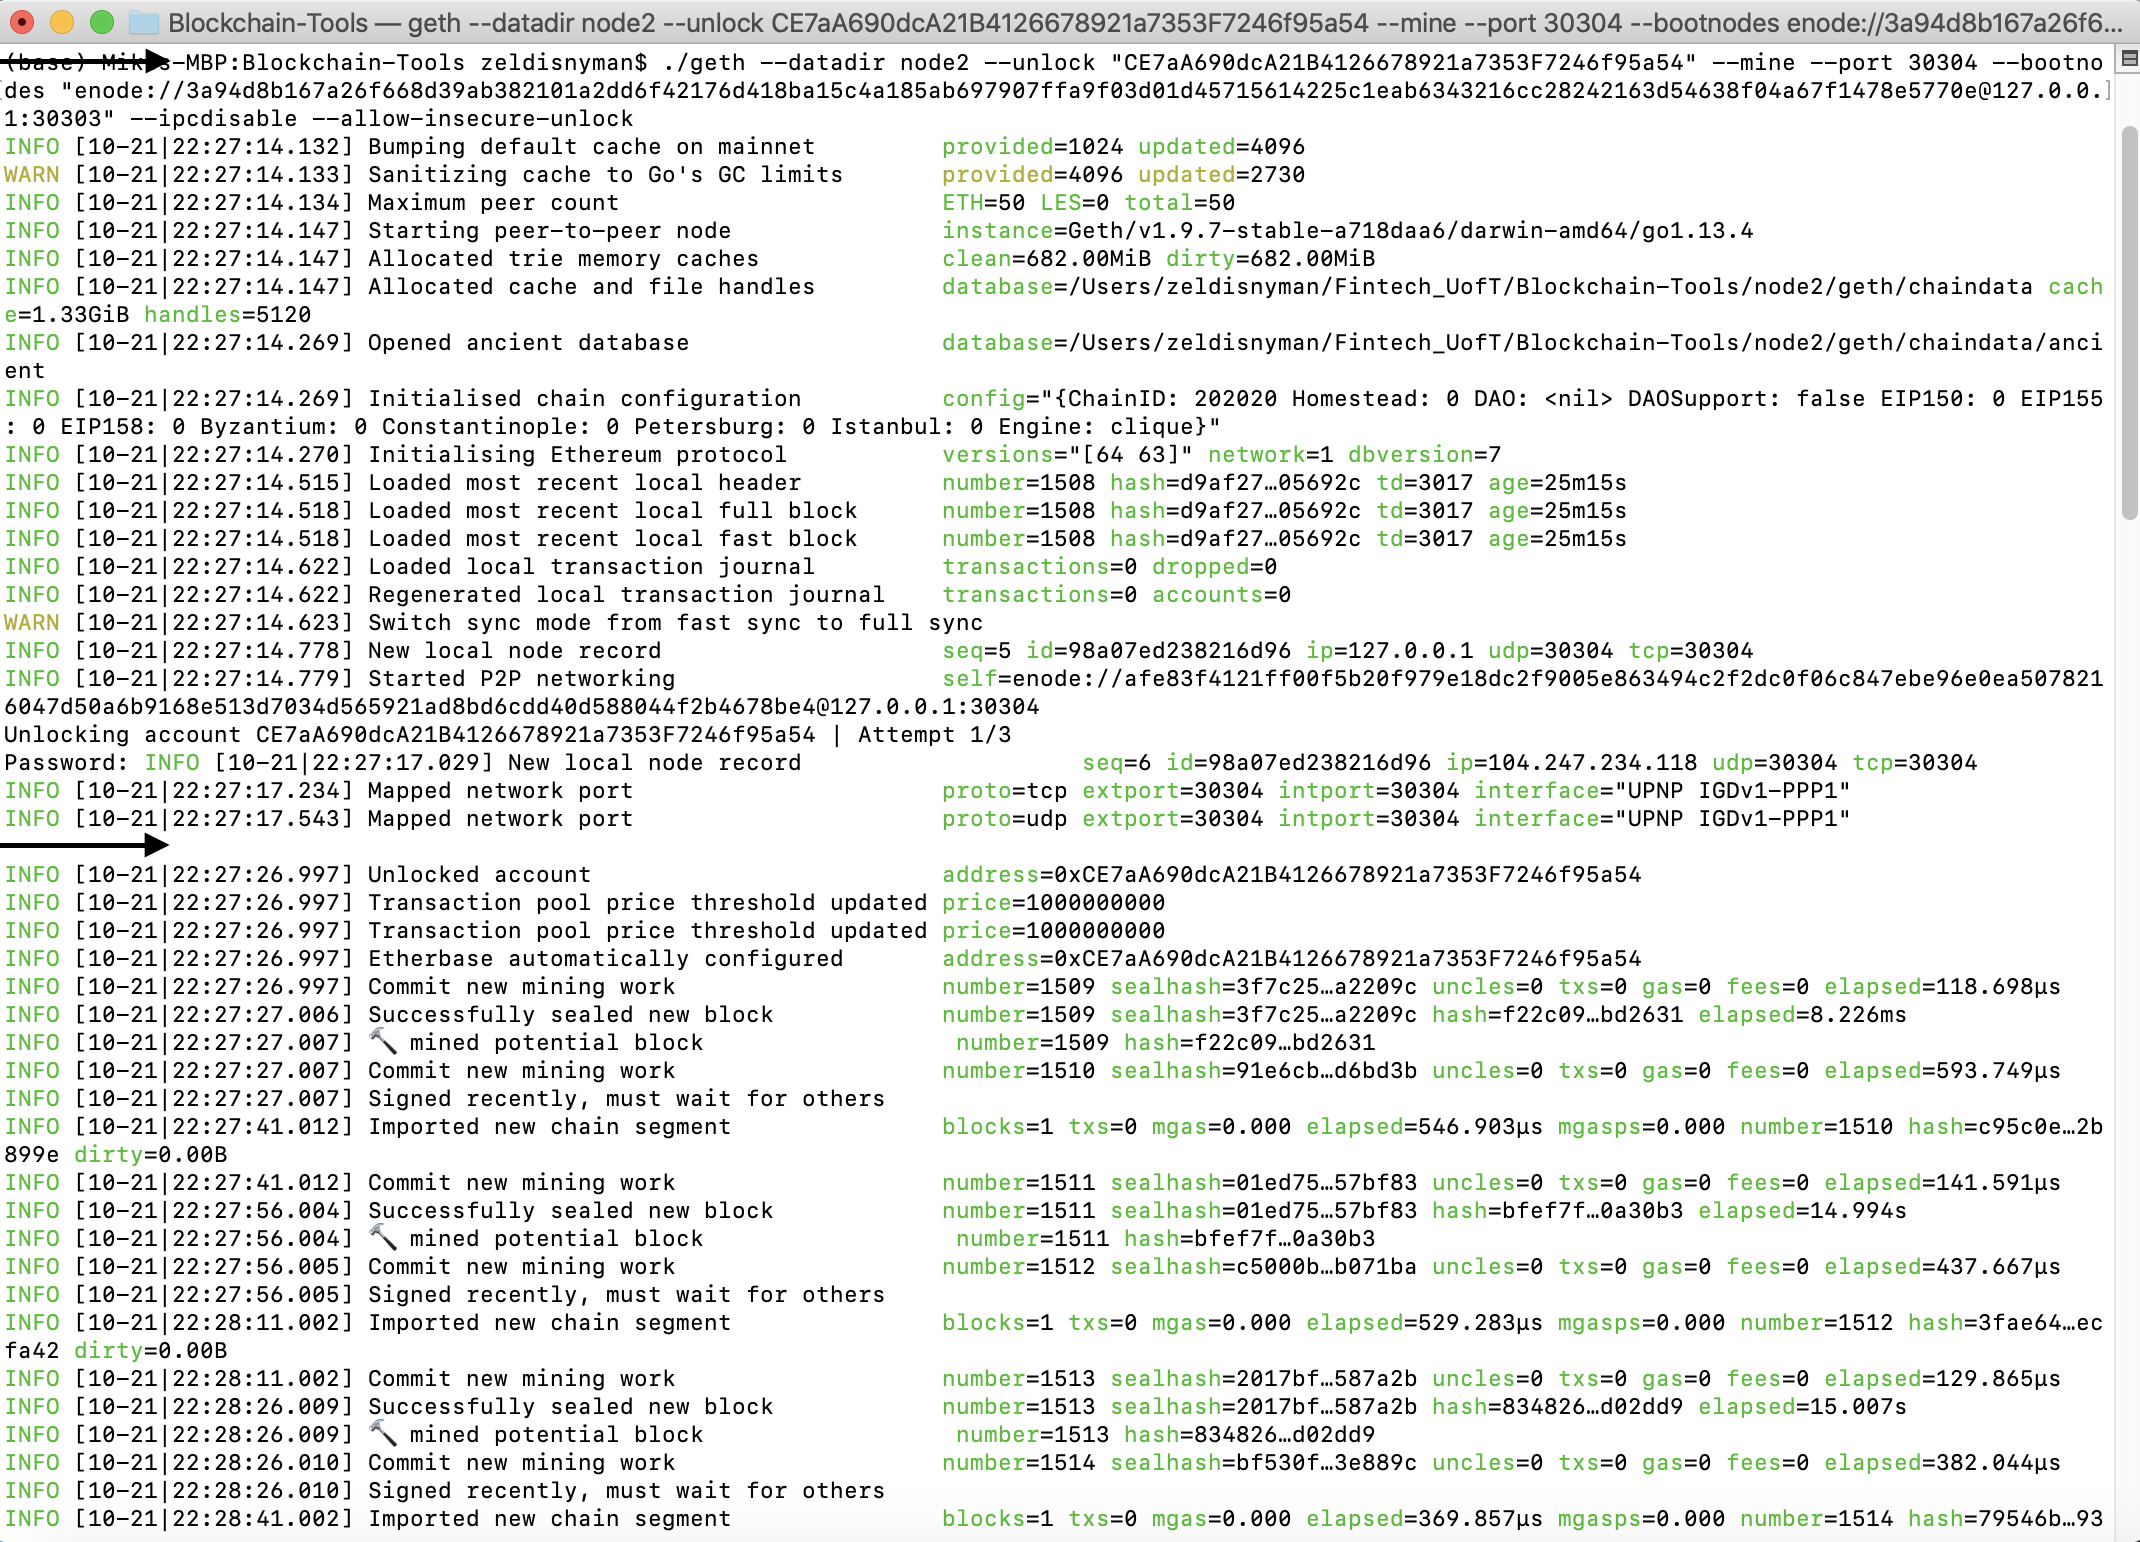 Blockchain-Tools — geth --datadir node2 --unlock CE7aA690dcA21B4126678921a7353F7246f95a54 --mine --port 30304 --bootnodes enode://3a94d8b167a26f6...
(base) Mikes-MBP:Blockchain-Tools zeldisnyman$ ./geth --datadir node2 --unlock "CE7aA690dcA21B4126678921a7353F7246f95a54" --mine --port 30304 --bootno
des "enode://3a94d8b167a26f668d39ab382101a2dd6f42176d418ba15c4a185ab697907ffa9f03d01d45715614225c1eab6343216cc28242163d54638f04a67f1478e5770e@127.0.0.
1:30303" --ipcdisable --allow-insecure-unlock
INFO [10-21|22:27:14.132] Bumping default cache on mainnet provided=1024 updated=4096
WARN [10-21|22:27:14.133] Sanitizing cache to Go's GC limits provided=4096 updated=2730
INFO [10-21|22:27:14.134] Maximum peer count ETH=50 LES=0 total=50
INFO [10-21|22:27:14.147] Starting peer-to-peer node instance=Geth/v1.9.7-stable-a718daa6/darwin-amd64/go1.13.4
INFO [10-21|22:27:14.147] Allocated trie memory caches clean=682.00MiB dirty=682.00MiB
INFO [10-21|22:27:14.147] Allocated cache and file handles database=/Users/zeldisnyman/Fintech_UofT/Blockchain-Tools/node2/geth/chaindata cach
e=1.33GiB handles=5120
INFO [10-21|22:27:14.269] Opened ancient database database=/Users/zeldisnyman/Fintech_UofT/Blockchain-Tools/node2/geth/chaindata/anci
ent
INFO [10-21|22:27:14.269] Initialised chain configuration config="{ChainID: 202020 Homestead: 0 DAO: <nil> DAOSupport: false EIP150: 0 EIP155
: 0 EIP158: 0 Byzantium: 0 Constantinople: 0 Petersburg: 0 Istanbul: 0 Engine: clique}"
INFO [10-21|22:27:14.270] Initialising Ethereum protocol versions="[64 63]" network=1 dbversion=7
INFO [10-21|22:27:14.515] Loaded most recent local header number=1508 hash=d9af27…05692c td=3017 age=25m15s
INFO [10-21|22:27:14.518] Loaded most recent local full block number=1508 hash=d9af27…05692c td=3017 age=25m15s
INFO [10-21|22:27:14.518] Loaded most recent local fast block number=1508 hash=d9af27…05692c td=3017 age=25m15s
INFO [10-21|22:27:14.622] Loaded local transaction journal transactions=0 dropped=0
INFO [10-21|22:27:14.622] Regenerated local transaction journal transactions=0 accounts=0
WARN [10-21|22:27:14.623] Switch sync mode from fast sync to full sync
INFO [10-21|22:27:14.778] New local node record seq=5 id=98a07ed238216d96 ip=127.0.0.1 udp=30304 tcp=30304
INFO [10-21|22:27:14.779] Started P2P networking self=enode://afe83f4121ff00f5b20f979e18dc2f9005e863494c2f2dc0f06c847ebe96e0ea507821
6047d50a6b9168e513d7034d565921ad8bd6cdd40d588044f2b4678be4@127.0.0.1:30304
Unlocking account CE7aA690dcA21B4126678921a7353F7246f95a54 | Attempt 1/3
Password: INFO [10-21|22:27:17.029] New local node record seq=6 id=98a07ed238216d96 ip=104.247.234.118 udp=30304 tcp=30304
INFO [10-21|22:27:17.234] Mapped network port proto=tcp extport=30304 intport=30304 interface="UPNP IGDv1-PPP1"
INFO [10-21|22:27:17.543] Mapped network port proto=udp extport=30304 intport=30304 interface="UPNP IGDv1-PPP1"
INFO [10-21|22:27:26.997] Unlocked account address=0xCE7aA690dcA21B4126678921a7353F7246f95a54
INFO [10-21|22:27:26.997] Transaction pool price threshold updated price=1000000000
INFO [10-21|22:27:26.997] Transaction pool price threshold updated price=1000000000
INFO [10-21|22:27:26.997] Etherbase automatically configured address=0xCE7aA690dcA21B4126678921a7353F7246f95a54
INFO [10-21|22:27:26.997] Commit new mining work number=1509 sealhash=3f7c25…a2209c uncles=0 txs=0 gas=0 fees=0 elapsed=118.698µs
INFO [10-21|22:27:27.006] Successfully sealed new block number=1509 sealhash=3f7c25…a2209c hash=f22c09…bd2631 elapsed=8.226ms
INFO [10-21|22:27:27.007] 🔨 mined potential block number=1509 hash=f22c09…bd2631
INFO [10-21|22:27:27.007] Commit new mining work number=1510 sealhash=91e6cb…d6bd3b uncles=0 txs=0 gas=0 fees=0 elapsed=593.749µs
INFO [10-21|22:27:27.007] Signed recently, must wait for others
INFO [10-21|22:27:41.012] Imported new chain segment blocks=1 txs=0 mgas=0.000 elapsed=546.903µs mgasps=0.000 number=1510 hash=c95c0e…2b
899e dirty=0.00B
INFO [10-21|22:27:41.012] Commit new mining work number=1511 sealhash=01ed75…57bf83 uncles=0 txs=0 gas=0 fees=0 elapsed=141.591µs
INFO [10-21|22:27:56.004] Successfully sealed new block number=1511 sealhash=01ed75…57bf83 hash=bfef7f…0a30b3 elapsed=14.994s
INFO [10-21|22:27:56.004] 🔨 mined potential block number=1511 hash=bfef7f…0a30b3
INFO [10-21|22:27:56.005] Commit new mining work number=1512 sealhash=c5000b…b071ba uncles=0 txs=0 gas=0 fees=0 elapsed=437.667µs
INFO [10-21|22:27:56.005] Signed recently, must wait for others
INFO [10-21|22:28:11.002] Imported new chain segment blocks=1 txs=0 mgas=0.000 elapsed=529.283µs mgasps=0.000 number=1512 hash=3fae64…ec
fa42 dirty=0.00B
INFO [10-21|22:28:11.002] Commit new mining work number=1513 sealhash=2017bf…587a2b uncles=0 txs=0 gas=0 fees=0 elapsed=129.865µs
INFO [10-21|22:28:26.009] Successfully sealed new block number=1513 sealhash=2017bf…587a2b hash=834826…d02dd9 elapsed=15.007s
INFO [10-21|22:28:26.009] 🔨 mined potential block number=1513 hash=834826…d02dd9
INFO [10-21|22:28:26.010] Commit new mining work number=1514 sealhash=bf530f…3e889c uncles=0 txs=0 gas=0 fees=0 elapsed=382.044µs
INFO [10-21|22:28:26.010] Signed recently, must wait for others
INFO [10-21|22:28:41.002] Imported new chain segment blocks=1 txs=0 mgas=0.000 elapsed=369.857µs mgasps=0.000 number=1514 hash=79546b…93